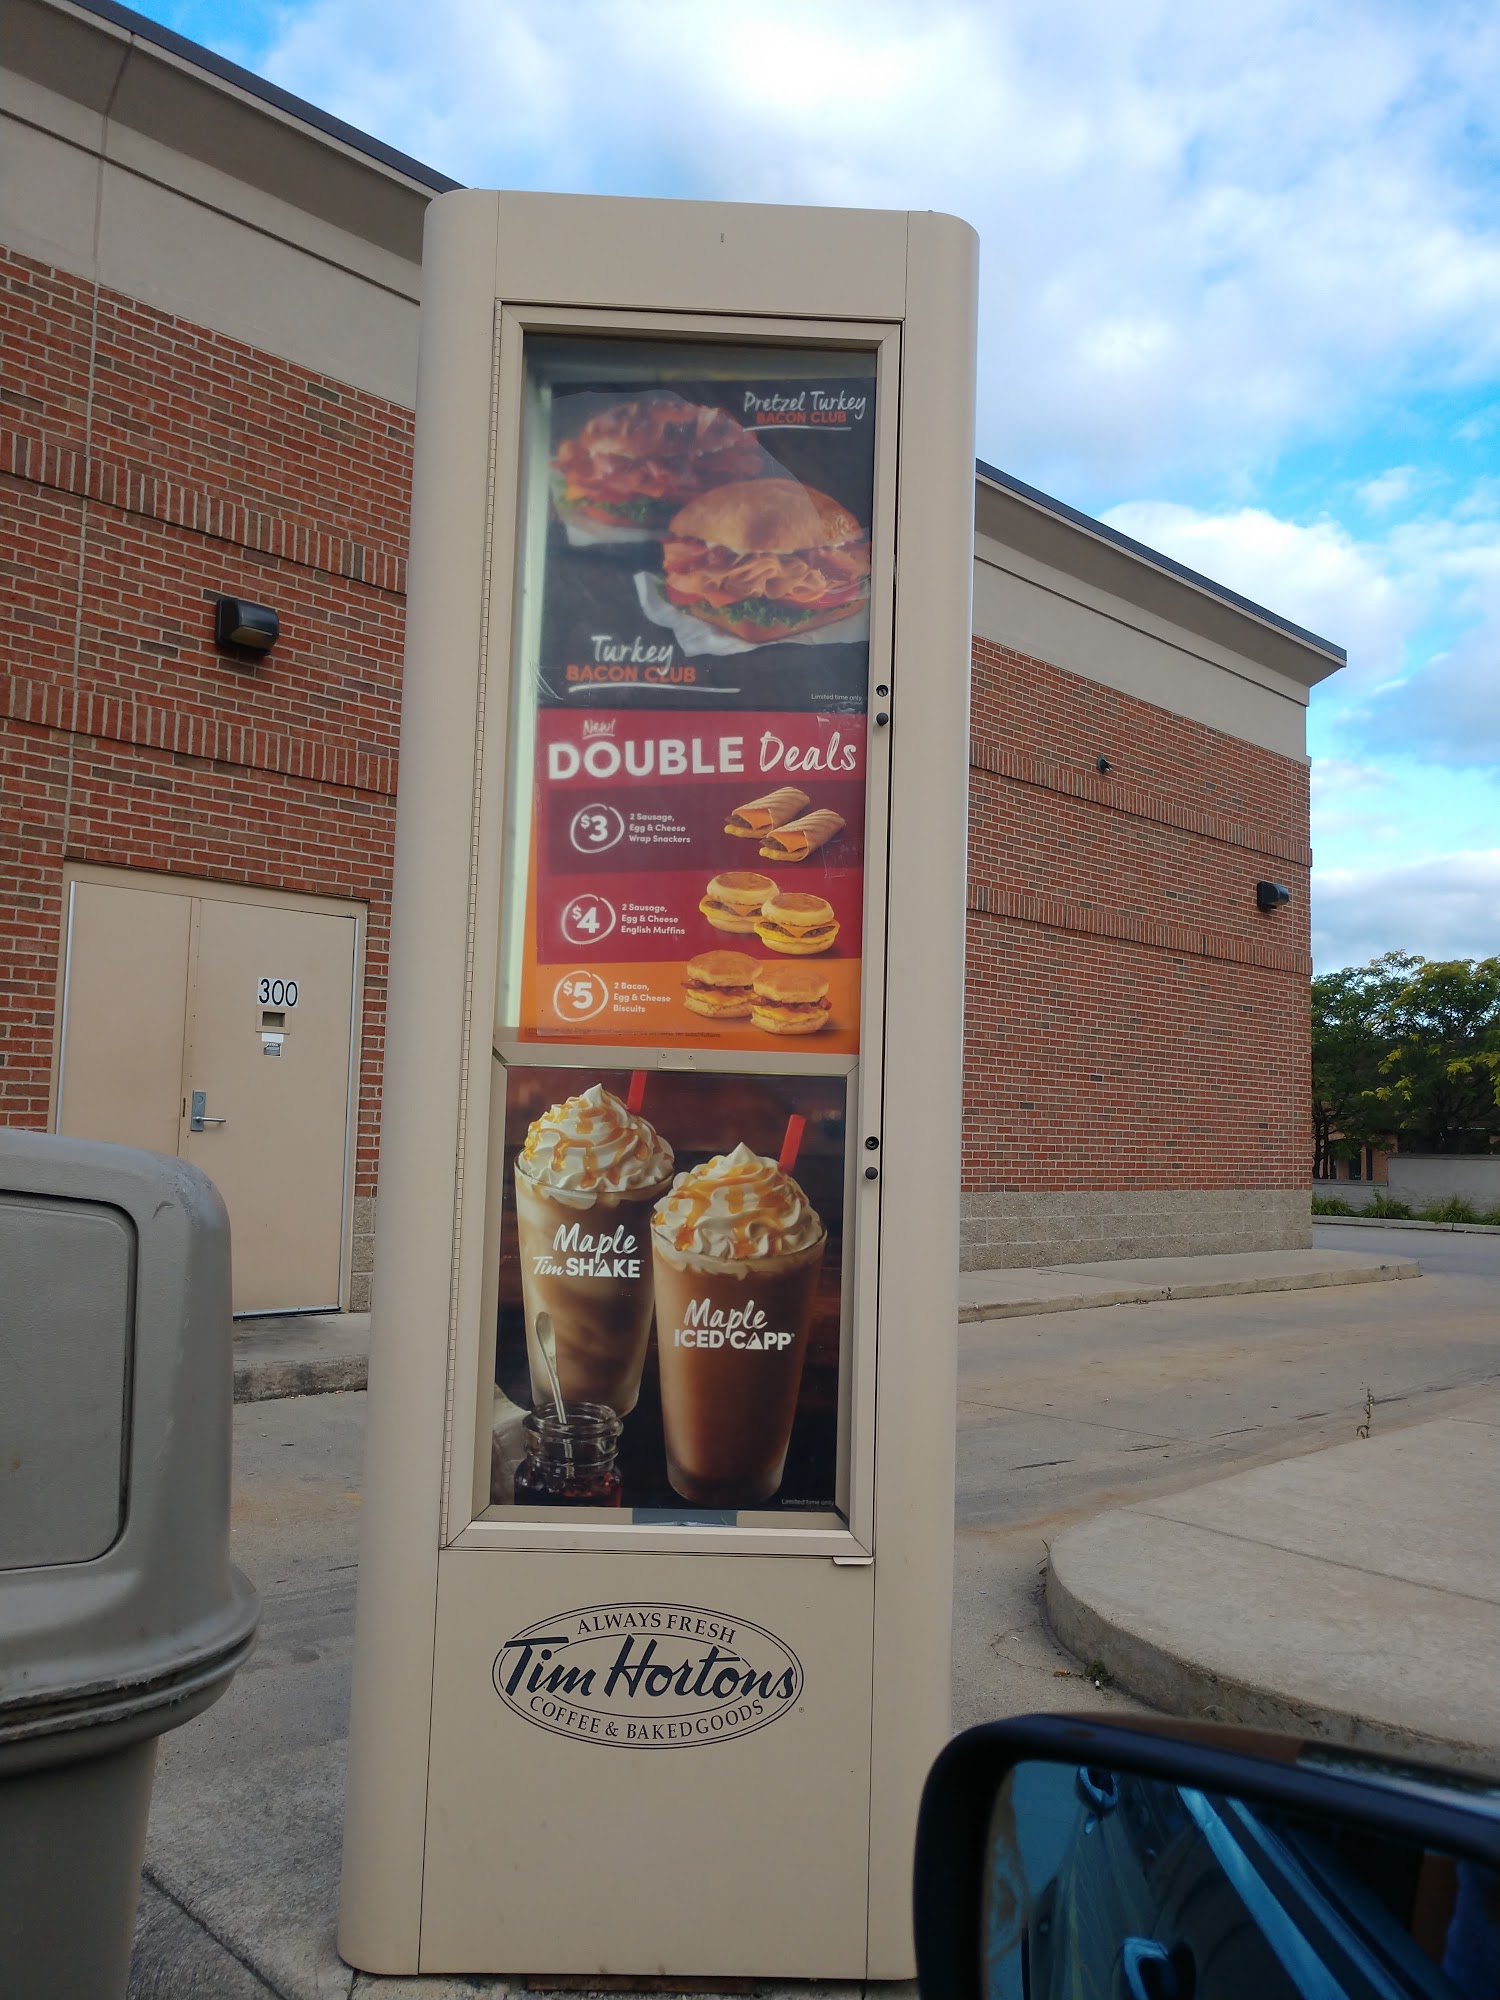 Pretzel Turkey
BACON CLUB
Turkey
BACON CLUB
Limited time only
New!
DOUBLE Deals
$3
2 Sausage,
Egg & Cheese
Wrap Snackers
$4
2 Sausage,
Egg & Cheese
English Muffins
$5
2 Bacon,
Egg & Cheese
Biscuits
300
Maple
Tim SHAKE
Maple
ICED CAPP®
Limited time only
ALWAYS FRESH
Tim Hortons
COFFEE & BAKED GOODS
®